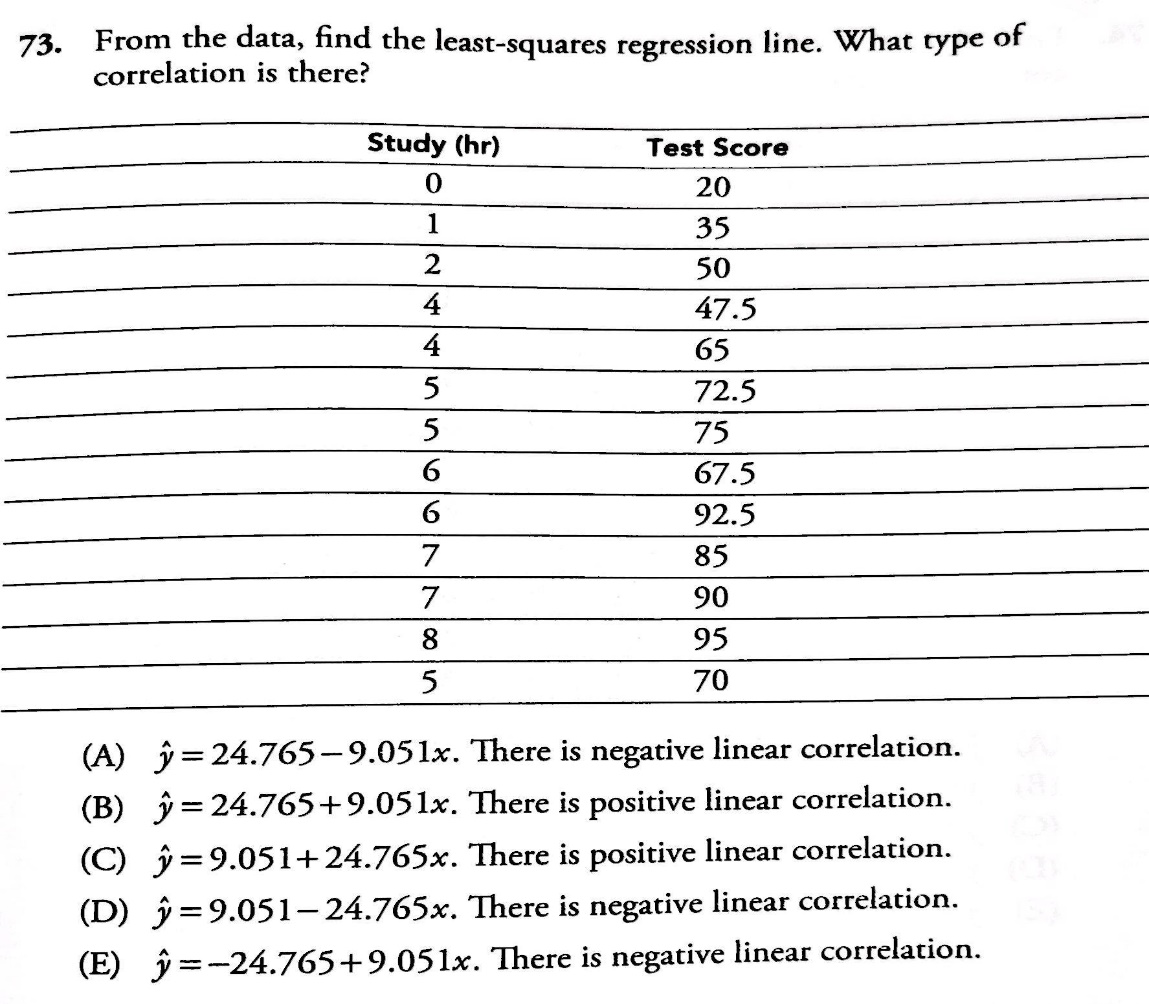 73. From the data, find the least-squares regression line. What type of
correlation is there?
Study (hr) Test Score
0 20
1 35
2 50
4 47.5
4 65
5 72.5
5 75
6 67.5
6 92.5
7 85
7 90
8 95
5 70
(A) ŷ = 24.765 − 9.051x. There is negative linear correlation.
(B) ŷ = 24.765 + 9.051x. There is positive linear correlation.
(C) ŷ = 9.051 + 24.765x. There is positive linear correlation.
(D) ŷ = 9.051 − 24.765x. There is negative linear correlation.
(E) ŷ = −24.765 + 9.051x. There is negative linear correlation.